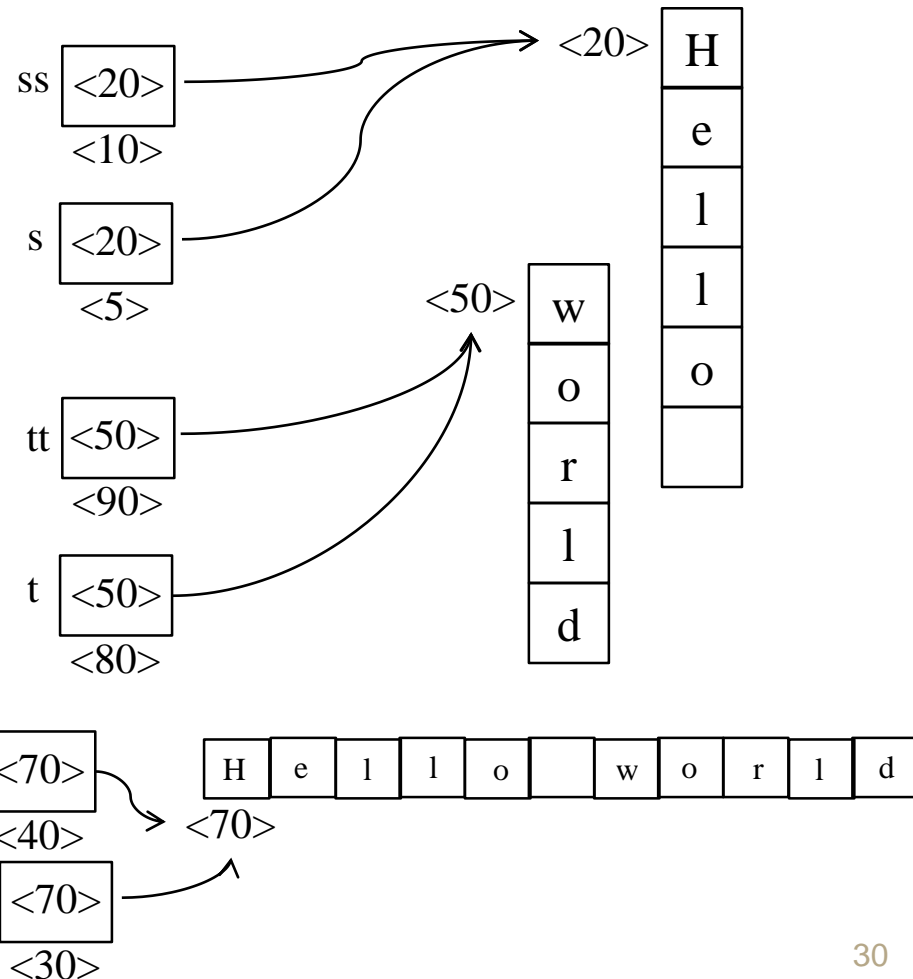 ss <20>
<10>
s <20>
<5>
tt <50>
<90>
t <50>
<80>
<20> H
e
l
l
o
<50> w
o
r
l
d
<70>
<40>
<70>
<30>
H e l l o w o r l d
<70>
30